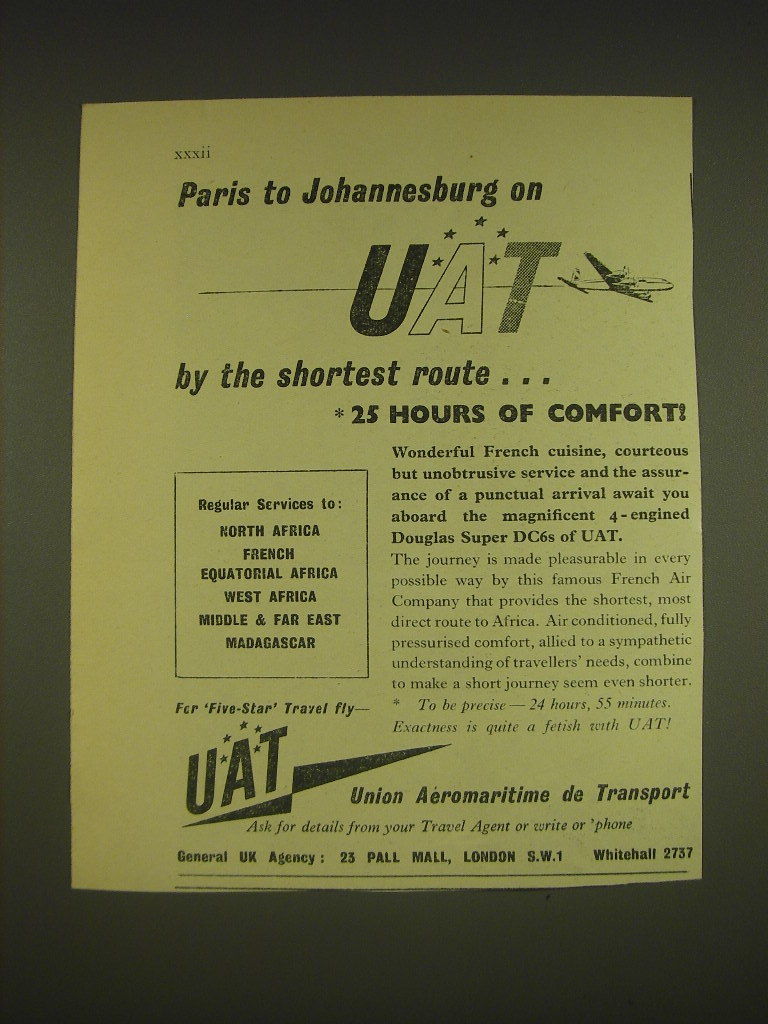 xxxii
Paris to Johannesburg on
UAT
by the shortest route . . .
* 25 HOURS OF COMFORT!
Wonderful French cuisine, courteous
but unobtrusive service and the assur-
ance of a punctual arrival await you
aboard the magnificent 4-engined
Douglas Super DC6s of UAT.
The journey is made pleasurable in every
possible way by this famous French Air
Company that provides the shortest, most
direct route to Africa. Air conditioned, fully
pressurised comfort, allied to a sympathetic
understanding of travellers' needs, combine
to make a short journey seem even shorter.
* To be precise — 24 hours, 55 minutes.
Exactness is quite a fetish with UAT!
Regular Services to:
NORTH AFRICA
FRENCH
EQUATORIAL AFRICA
WEST AFRICA
MIDDLE & FAR EAST
MADAGASCAR
For 'Five-Star' Travel fly—
UAT
Union Aéromaritime de Transport
Ask for details from your Travel Agent or write or 'phone
General UK Agency: 23 PALL MALL, LONDON S.W.1 Whitehall 2737